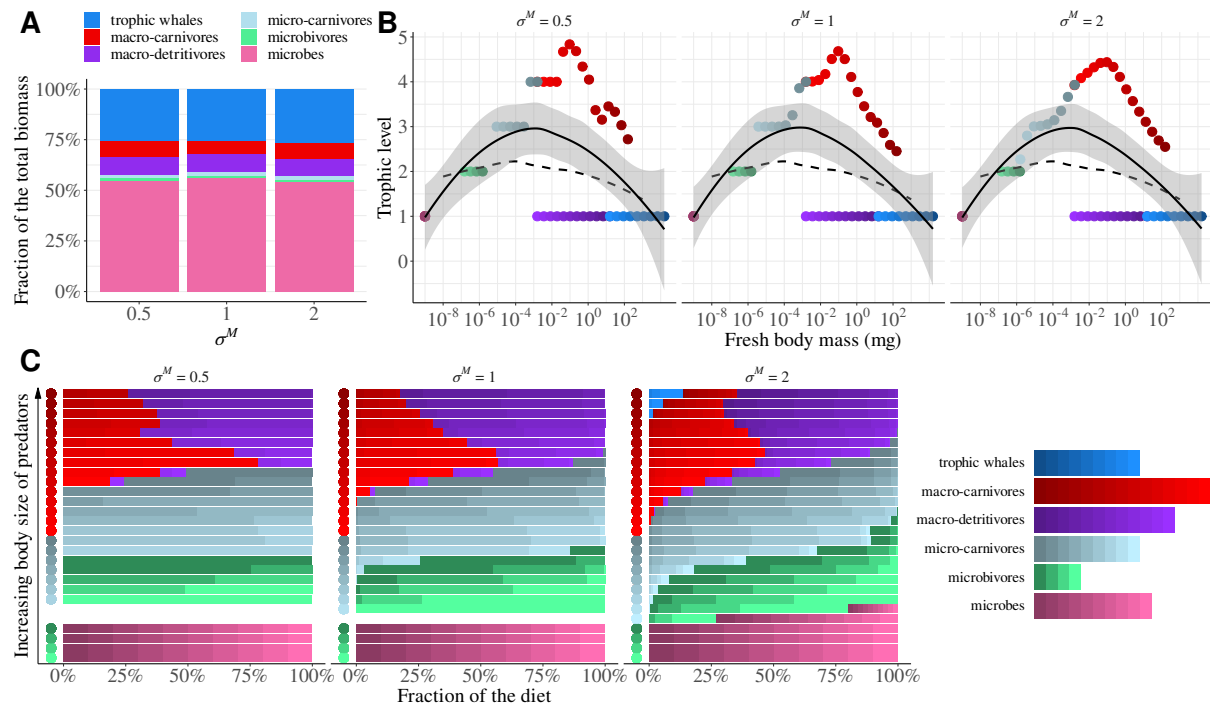 A
trophic whales
macro-carnivores
macro-detritivores
micro-carnivores
microbivores
microbes
Fraction of the total biomass
100%
75%
50%
25%
0%
0.5
1
2
σ^M
B
σ^M = 0.5
σ^M = 1
σ^M = 2
Trophic level
5
4
3
2
1
0
10^-8 10^-6 10^-4 10^-2 10^0 10^2
10^-8 10^-6 10^-4 10^-2 10^0 10^2
10^-8 10^-6 10^-4 10^-2 10^0 10^2
Fresh body mass (mg)
C
σ^M = 0.5
σ^M = 1
σ^M = 2
Increasing body size of predators
0% 25% 50% 75% 100%
0% 25% 50% 75% 100%
0% 25% 50% 75% 100%
Fraction of the diet
trophic whales
macro-carnivores
macro-detritivores
micro-carnivores
microbivores
microbes